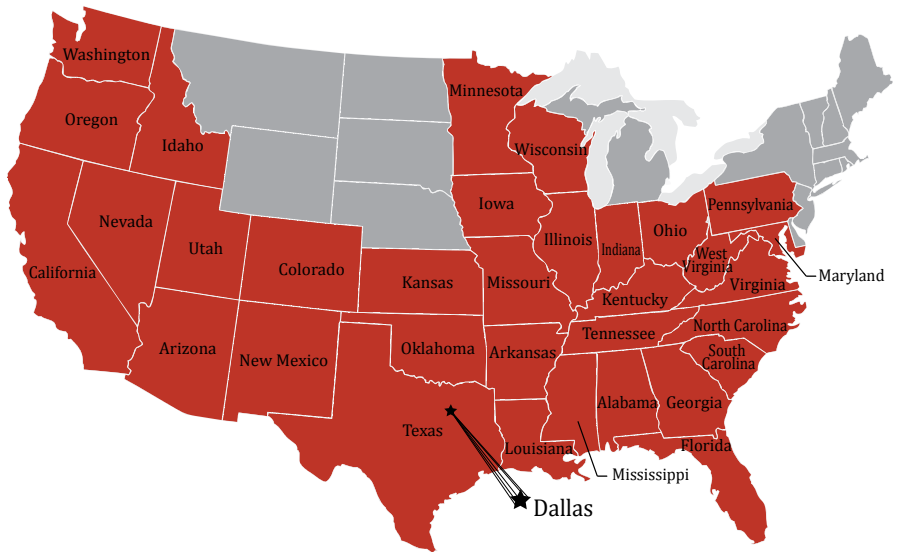 Washington
Minnesota
Oregon
Idaho
Wisconsin
Iowa
Pennsylvania
Nevada
Utah
Illinois
Indiana
Ohio
West
Virginia
California
Colorado
Kansas
Missouri
Maryland
Virginia
Kentucky
Arizona
New Mexico
Oklahoma
Arkansas
Tennessee
North Carolina
South
Carolina
Texas
Alabama
Georgia
Louisiana
Florida
Mississippi
Dallas